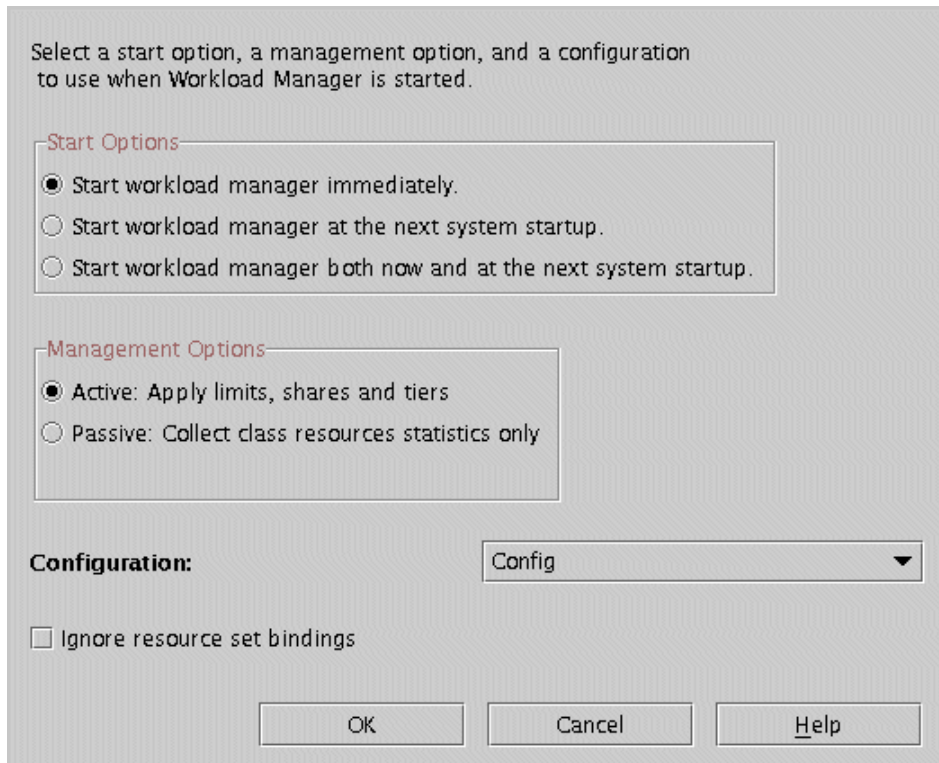 Select a start option, a management option, and a configuration
to use when Workload Manager is started.
Start Options
Start workload manager immediately.
Start workload manager at the next system startup.
Start workload manager both now and at the next system startup.
Management Options
Active: Apply limits, shares and tiers
Passive: Collect class resources statistics only
Configuration:
Config
Ignore resource set bindings
OK
Cancel
Help